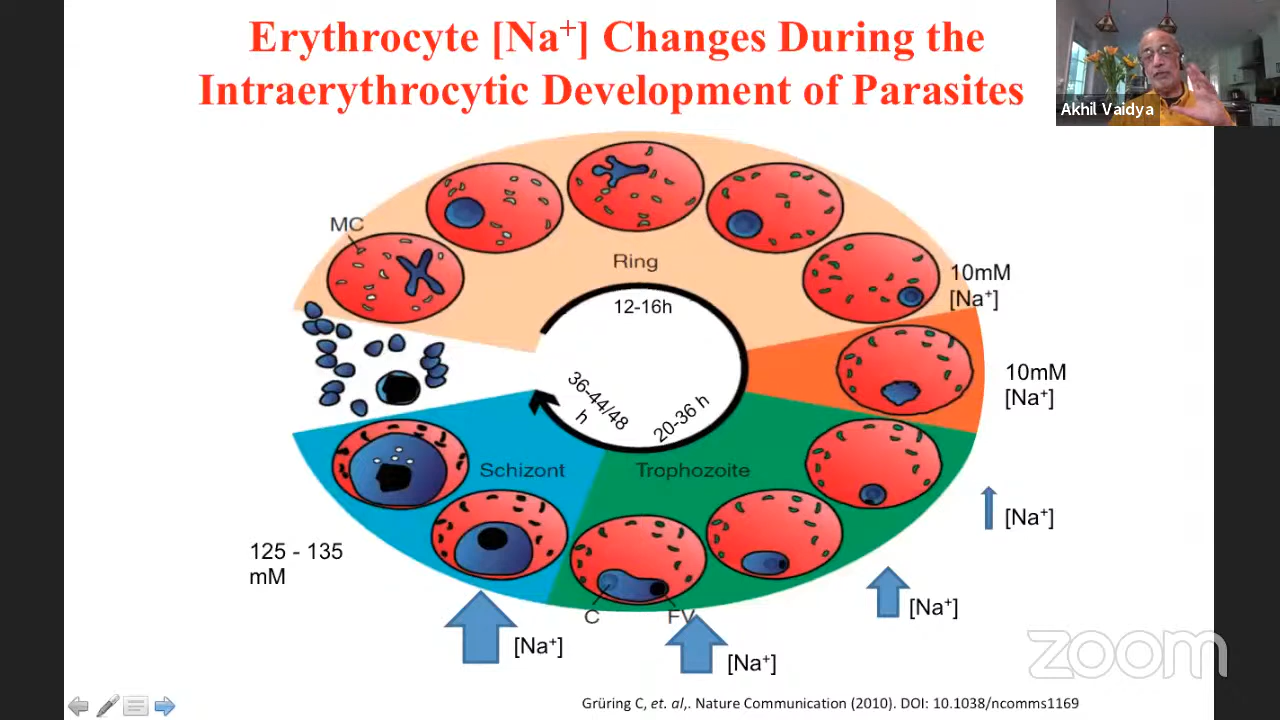 Erythrocyte [Na⁺] Changes During the
Intraerythrocytic Development of Parasites
Akhil Vaidya
MC
Ring
12-16h
10mM
[Na⁺]
10mM
[Na⁺]
36-44/48
h
20-36 h
Schizont
Trophozoite
[Na⁺]
125 - 135
mM
C
FV
[Na⁺]
[Na⁺]
[Na⁺]
zoom
Grüring C, et. al,. Nature Communication (2010). DOI: 10.1038/ncomms1169